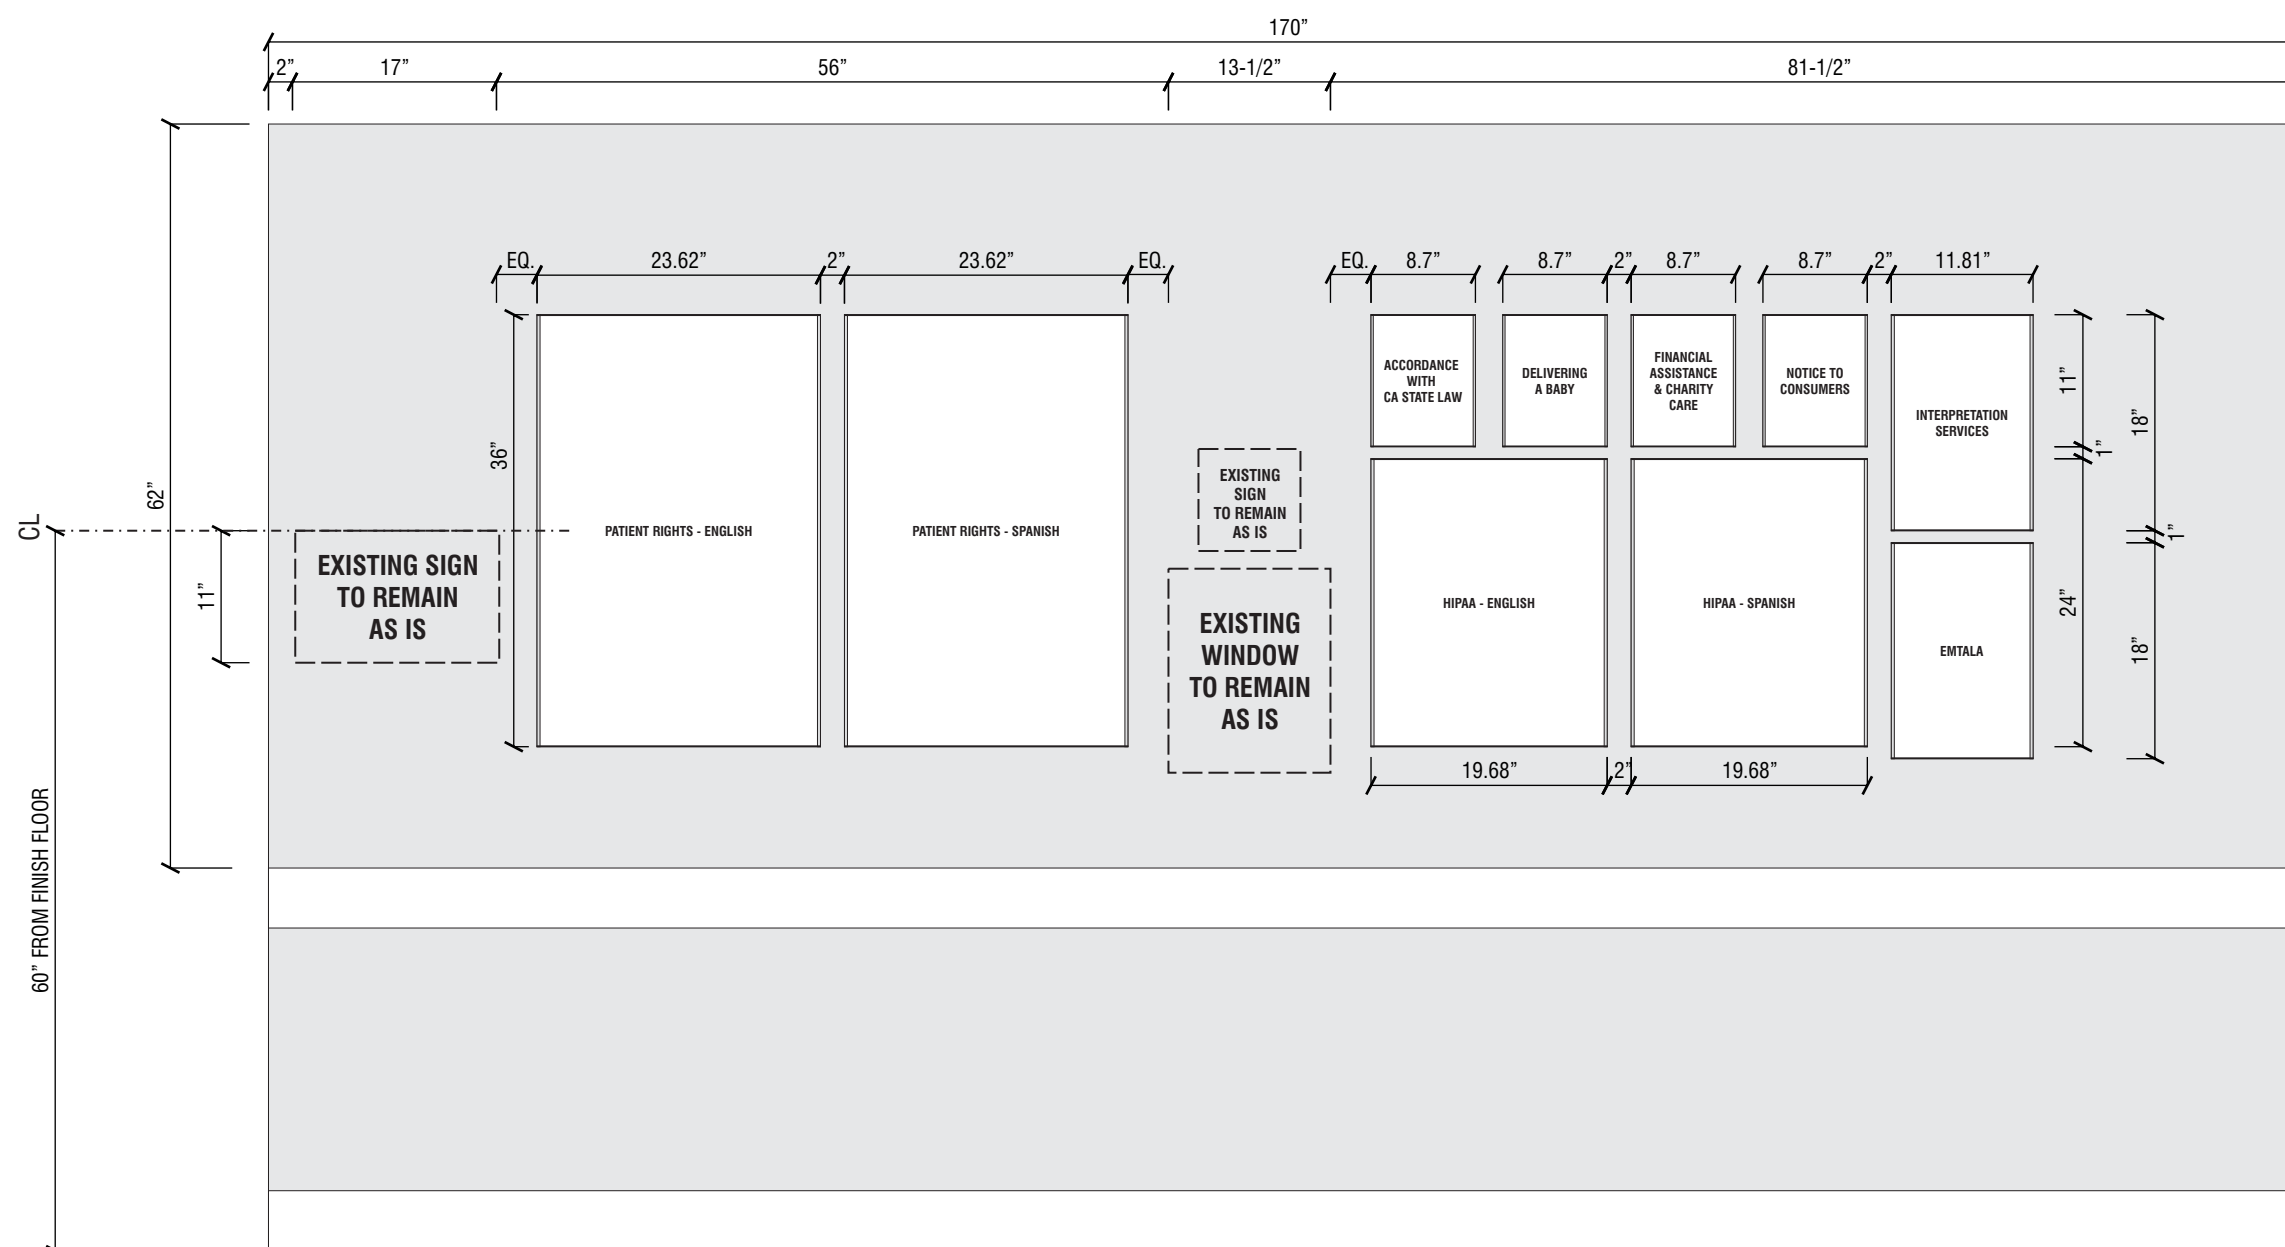 170”
2” 17” 56” 13-1/2” 81-1/2”
EQ. 23.62” 2” 23.62” EQ. EQ. 8.7” 8.7” 2” 8.7” 8.7” 2” 11.81”
62”
CL
60” FROM FINISH FLOOR
11”
EXISTING SIGN
TO REMAIN
AS IS
36”
PATIENT RIGHTS - ENGLISH
PATIENT RIGHTS - SPANISH
EXISTING
SIGN
TO REMAIN
AS IS
EXISTING
WINDOW
TO REMAIN
AS IS
ACCORDANCE
WITH
CA STATE LAW
DELIVERING
A BABY
FINANCIAL
ASSISTANCE
& CHARITY
CARE
NOTICE TO
CONSUMERS
INTERPRETATION
SERVICES
HIPAA - ENGLISH
HIPAA - SPANISH
EMTALA
11”
1”
24”
18”
1”
18”
19.68” 2” 19.68”